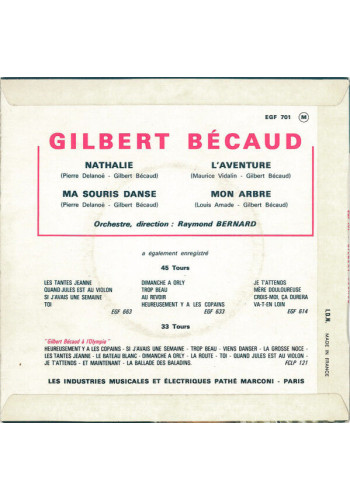 EGF 701 M
GILBERT BÉCAUD
NATHALIE
(Pierre Delanoë - Gilbert Bécaud)
L'AVENTURE
(Maurice Vidalin - Gilbert Bécaud)
MA SOURIS DANSE
(Pierre Delanoë - Gilbert Bécaud)
MON ARBRE
(Louis Amade - Gilbert Bécaud)
Orchestre, direction : Raymond BERNARD
a également enregistré
45 Tours
LES TANTES JEANNE
QUAND JULES EST AU VIOLON
SI J'AVAIS UNE SEMAINE
TOI
EGF 663
DIMANCHE A ORLY
TROP BEAU
AU REVOIR
HEUREUSEMENT Y A LES COPAINS
EGF 633
JE T'ATTENDS
MÈRE DOULOUREUSE
CROIS-MOI, ÇA DURERA
VA-T-EN LOIN
EGF 614
33 Tours
"Gilbert Bécaud à l'Olympia"
HEUREUSEMENT Y A LES COPAINS - SI J'AVAIS UNE SEMAINE - TROP BEAU - VIENS DANSER - LA GROSSE NOCE -
LES TANTES JEANNE - LE BATEAU BLANC - DIMANCHE A ORLY - LA ROUTE - TOI - QUAND JULES EST AU VIOLON -
JE T'ATTENDS - ET MAINTENANT - LA BALLADE DES BALADINS.
FCLP 121
LES INDUSTRIES MUSICALES ET ÉLECTRIQUES PATHÉ MARCONI - PARIS
I.D.N. MADE IN FRANCE